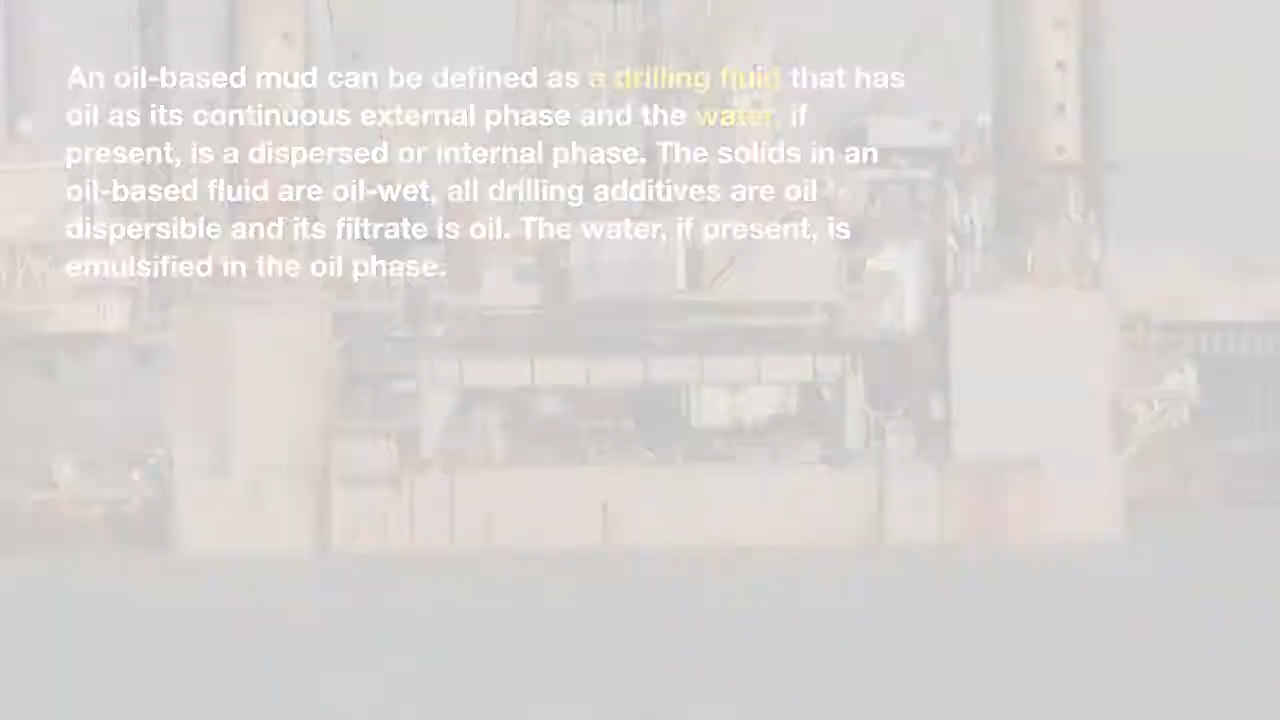 An oil-based mud can be defined as a drilling fluid that has
oil as its continuous external phase and the water, if
present, is a dispersed or internal phase. The solids in an
oil-based fluid are oil-wet, all drilling additives are oil
dispersible and its filtrate is oil. The water, if present, is
emulsified in the oil phase.